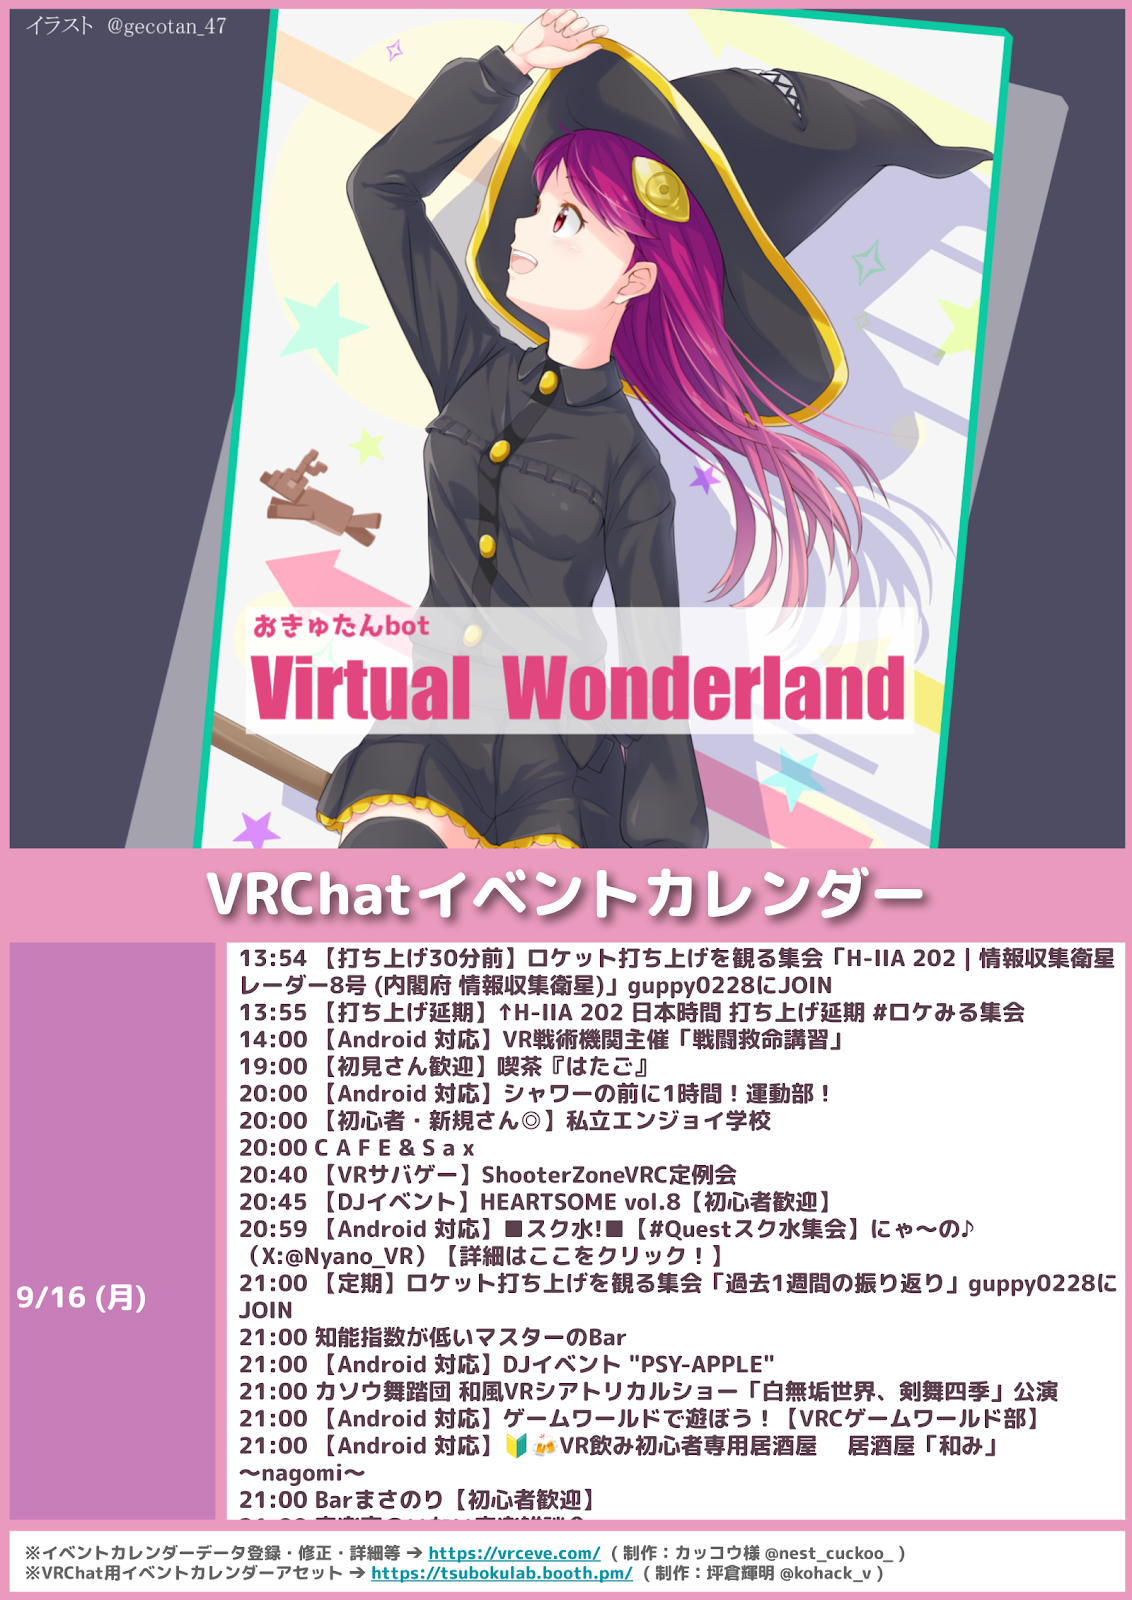 イラスト @gecotan_47
おきゅたんbot
Virtual Wonderland
VRChatイベントカレンダー
9/16 (月)
13:54 【打ち上げ30分前】ロケット打ち上げを観る集会「H-IIA 202 | 情報収集衛星
レーダー8号 (内閣府 情報収集衛星)」guppy0228にJOIN
13:55 【打ち上げ延期】↑H-IIA 202 日本時間 打ち上げ延期 #ロケみる集会
14:00 【Android 対応】VR戦術機関主催「戦闘救命講習」
19:00 【初見さん歓迎】喫茶『はたご』
20:00 【Android 対応】シャワーの前に1時間！運動部！
20:00 【初心者・新規さん◎】私立エンジョイ学校
20:00 C A F E & S a x
20:40 【VRサバゲー】ShooterZoneVRC定例会
20:45 【DJイベント】HEARTSOME vol.8【初心者歓迎】
20:59 【Android 対応】■スク水!■【#Questスク水集会】にゃ～の♪
（X:@Nyano_VR）【詳細はここをクリック！】
21:00 【定期】ロケット打ち上げを観る集会「過去1週間の振り返り」guppy0228に
JOIN
21:00 知能指数が低いマスターのBar
21:00 【Android 対応】DJイベント "PSY-APPLE"
21:00 カソウ舞踏団 和風VRシアトリカルショー「白無垢世界、剣舞四季」公演
21:00 【Android 対応】ゲームワールドで遊ぼう！【VRCゲームワールド部】
21:00 【Android 対応】🔰🍻VR飲み初心者専用居酒屋　居酒屋「和み」
～nagomi～
21:00 Barまさのり【初心者歓迎】
※イベントカレンダーデータ登録・修正・詳細等 → https://vrceve.com/ ( 制作：カッコウ様 @nest_cuckoo_ )
※VRChat用イベントカレンダーアセット → https://tsubokulab.booth.pm/ ( 制作：坪倉輝明 @kohack_v )